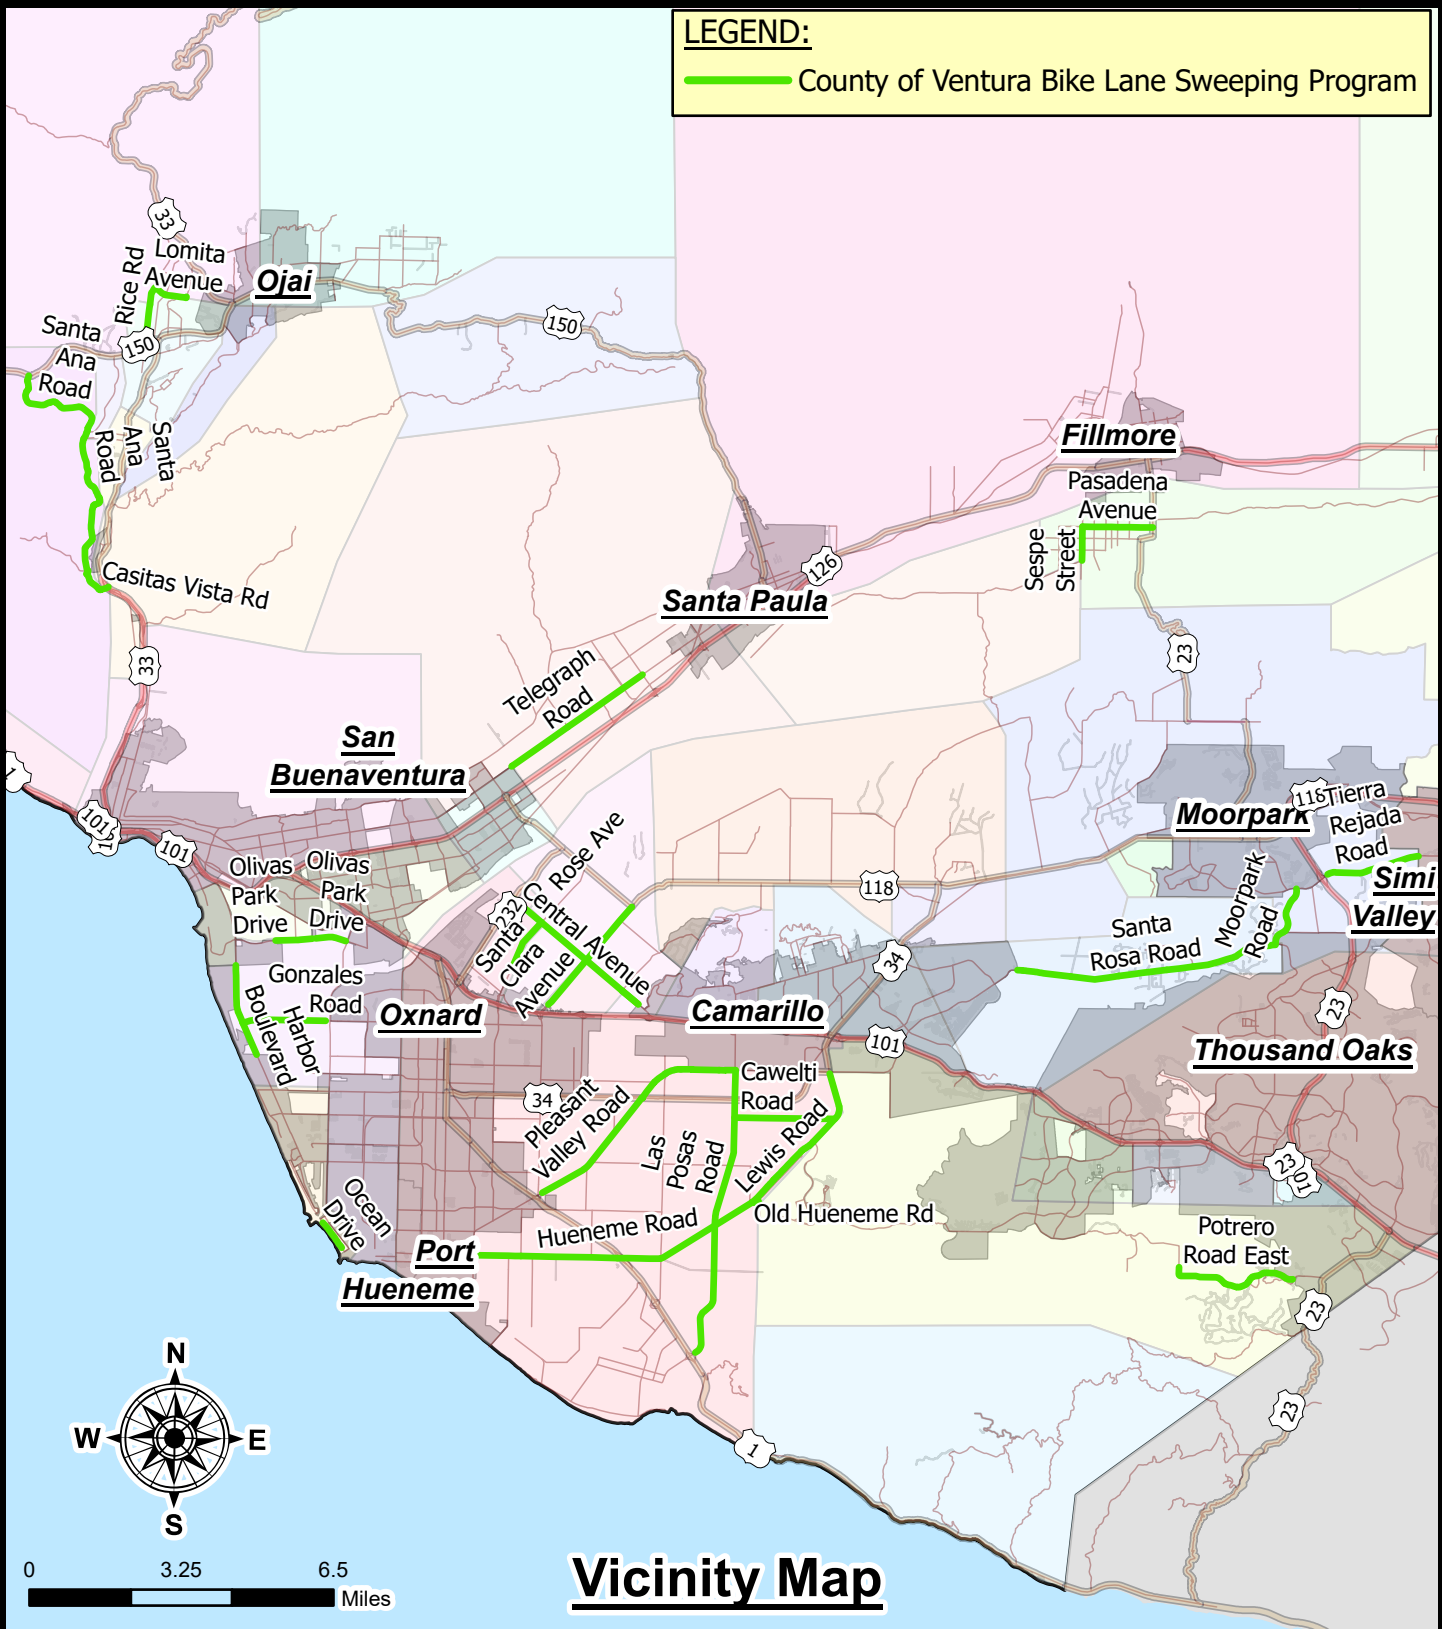 LEGEND:
County of Ventura Bike Lane Sweeping Program
33
Lomita
Avenue
Rice Rd
Ojai
150
150
Santa
Ana
Road
Santa
Ana
Road
Casitas Vista Rd
33
Fillmore
Pasadena
Avenue
Sespe
Street
126
Santa Paula
23
Telegraph
Road
San
Buenaventura
1
101
1
101
118
Tierra
Rejada
Road
Moorpark
Simi
Valley
Olivas
Park
Drive
Olivas
Park
Drive
Rose Ave
Central Avenue
232
Santa
Clara
Avenue
118
Moorpark
Road
Santa
Rosa Road
34
Gonzales
Road
Harbor
Boulevard
Oxnard
Camarillo
101
23
Thousand Oaks
34
Pleasant
Valley Road
Cawelti
Road
Las
Posas
Road
Lewis Road
23
101
Ocean
Drive
Hueneme Road
Old Hueneme Rd
Potrero
Road East
Port
Hueneme
23
23
1
N
W
E
S
0 3.25 6.5
Miles
Vicinity Map